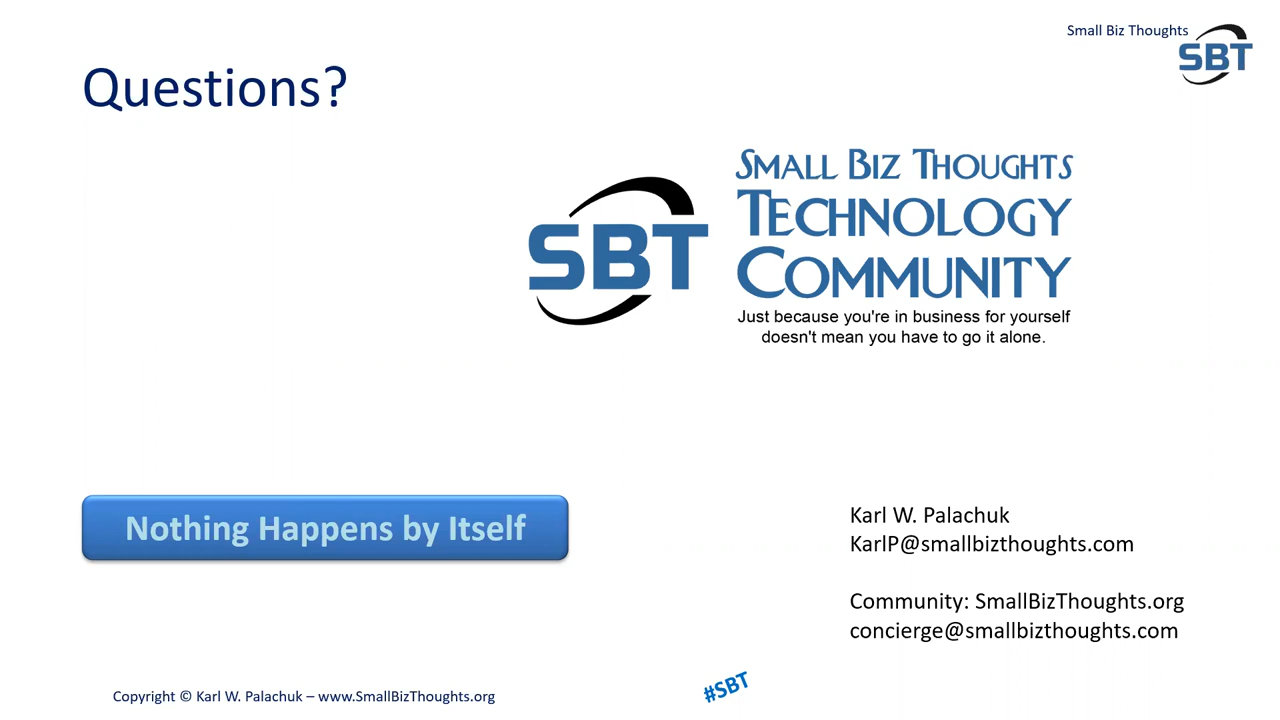 Small Biz Thoughts
SBT
Questions?
SBT
Small Biz Thoughts
Technology
Community
Just because you're in business for yourself
doesn't mean you have to go it alone.
Nothing Happens by Itself
Karl W. Palachuk
KarlP@smallbizthoughts.com
Community: SmallBizThoughts.org
concierge@smallbizthoughts.com
Copyright © Karl W. Palachuk – www.SmallBizThoughts.org
#SBT